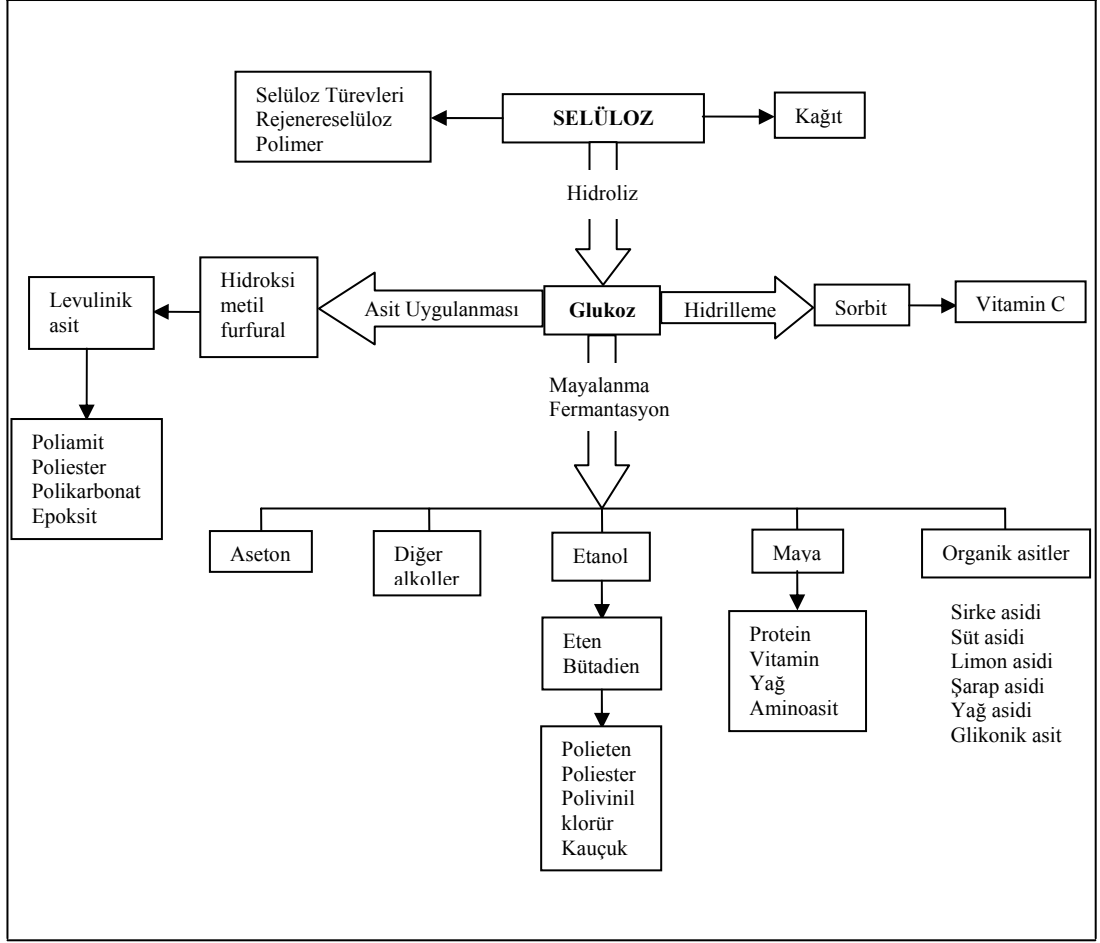 Selüloz Türevleri
Rejenereselüloz
Polimer
SELÜLOZ
Kağıt
Hidroliz
Levulinik
asit
Hidroksi
metil
furfural
Asit Uygulanması
Glukoz
Hidrilleme
Sorbit
Vitamin C
Mayalanma
Fermantasyon
Poliamit
Poliester
Polikarbonat
Epoksit
Aseton
Diğer
alkoller
Etanol
Maya
Organik asitler
Eten
Bütadien
Protein
Vitamin
Yağ
Aminoasit
Sirke asidi
Süt asidi
Limon asidi
Şarap asidi
Yağ asidi
Glikonik asit
Polieten
Poliester
Polivinil
klorür
Kauçuk